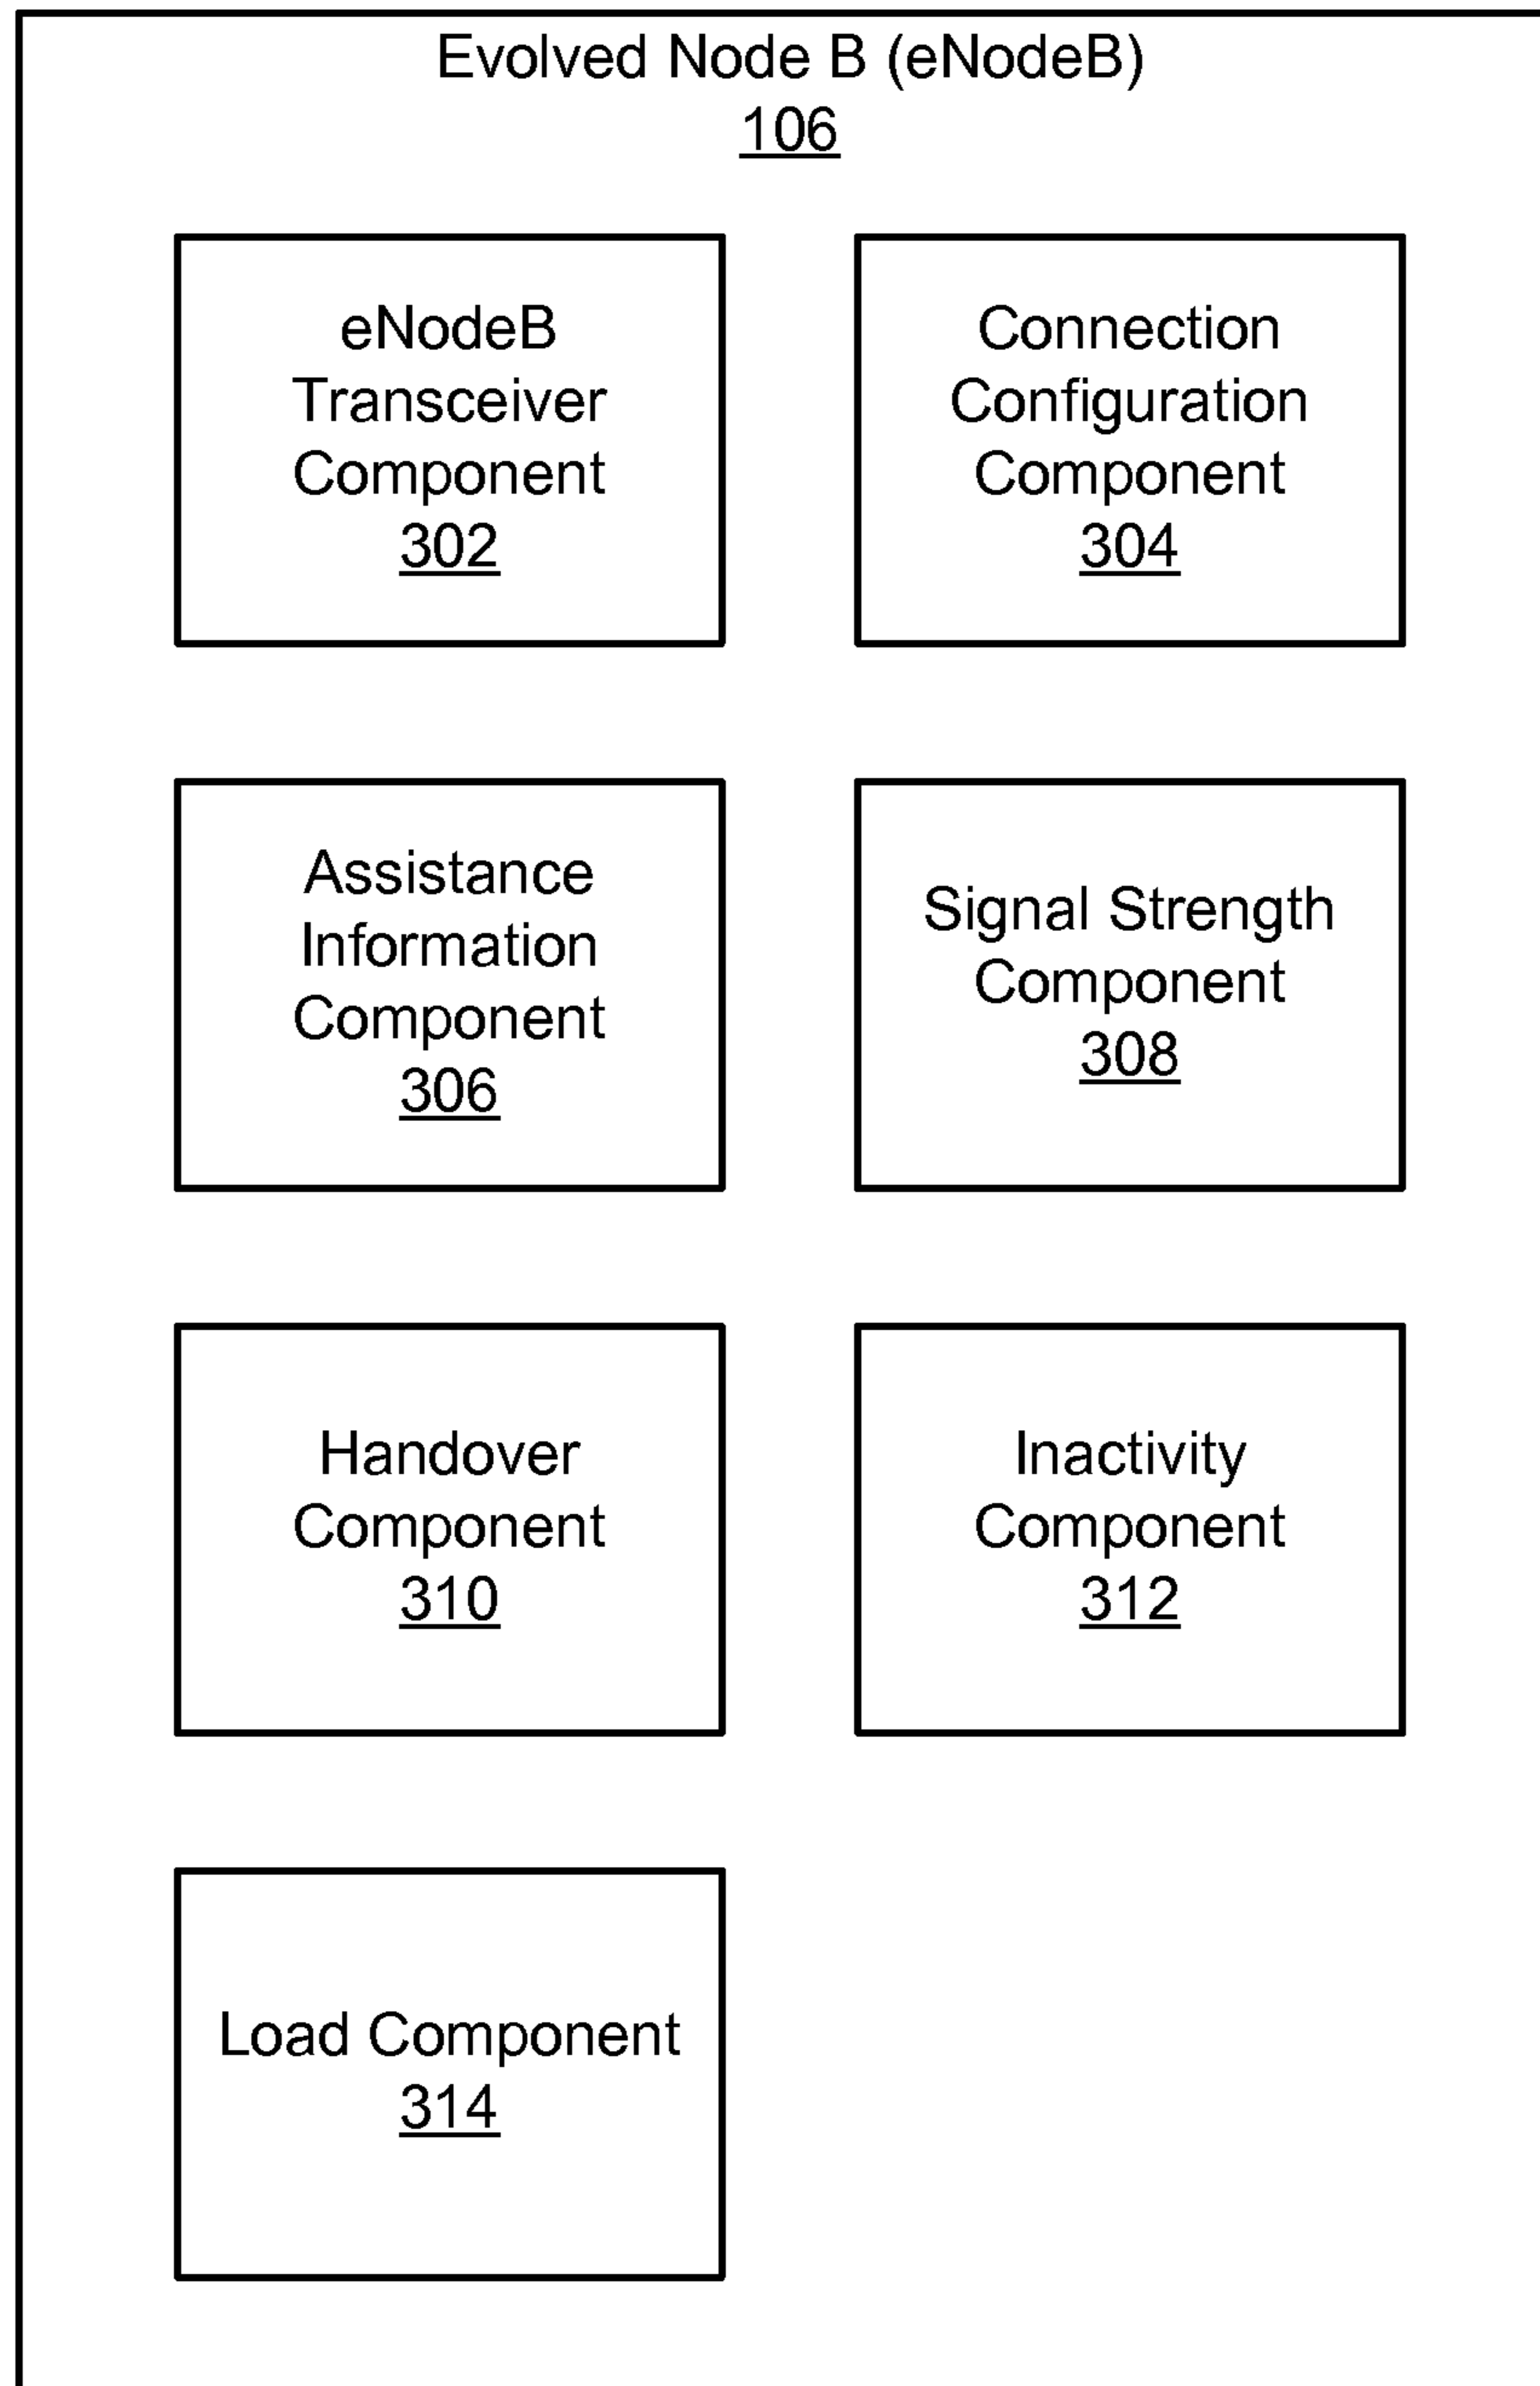 Evolved Node B (eNodeB)
106
eNodeB
Transceiver
Component
302
Connection
Configuration
Component
304
Assistance
Information
Component
306
Signal Strength
Component
308
Handover
Component
310
Inactivity
Component
312
Load Component
314